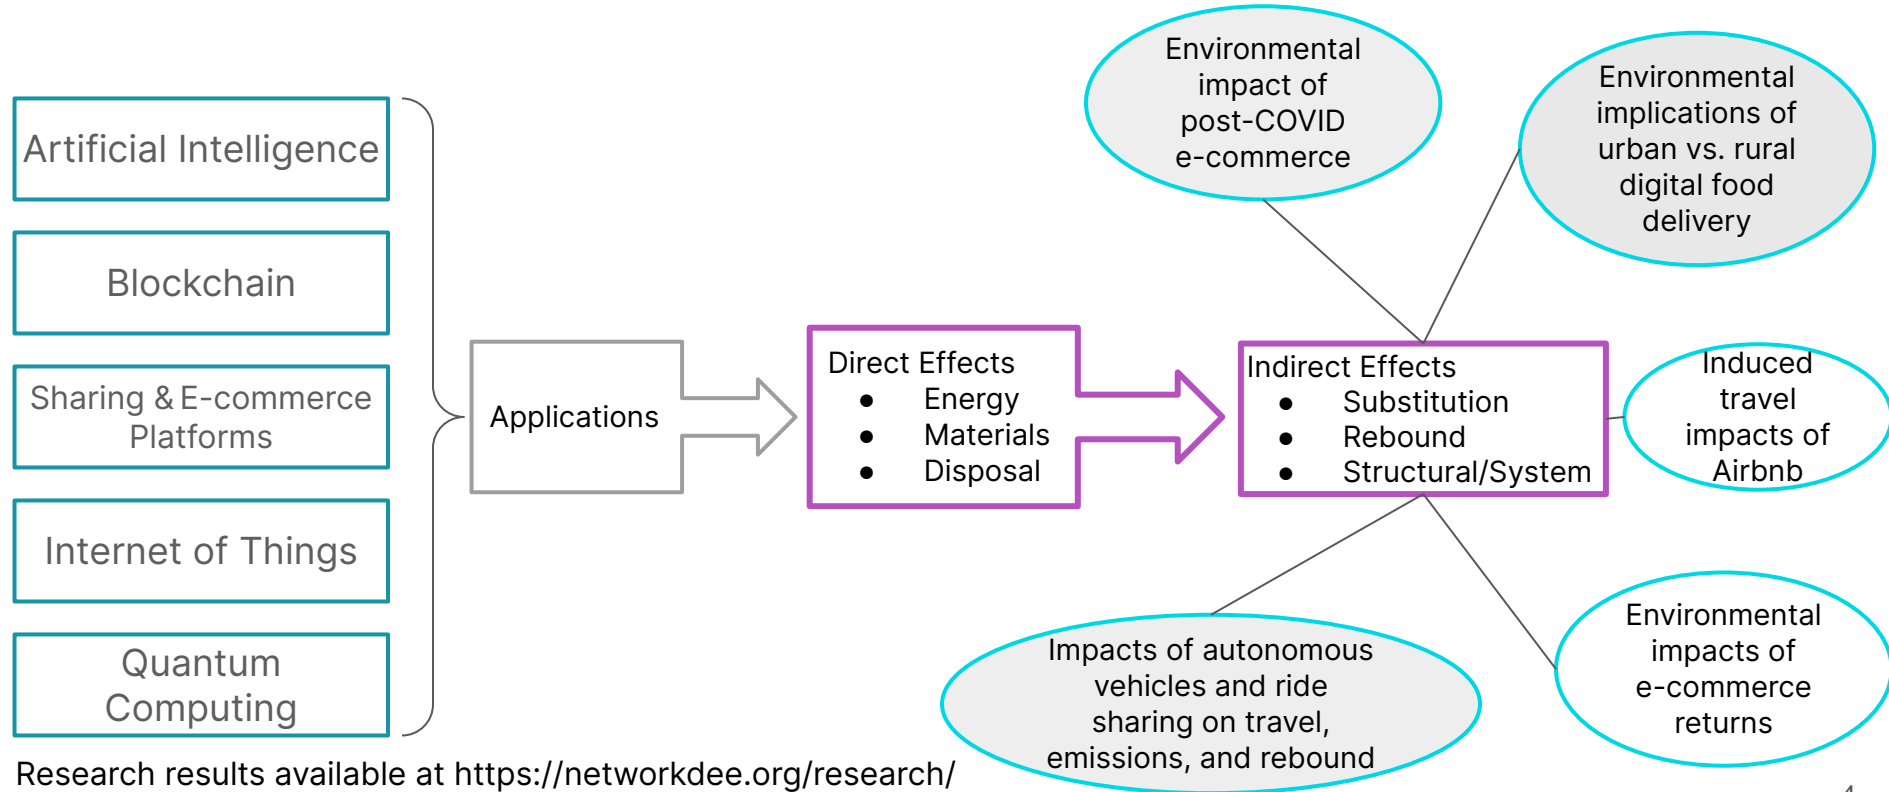 Artificial Intelligence
Blockchain
Sharing & E-commerce
Platforms
Internet of Things
Quantum
Computing
Applications
Direct Effects
● Energy
● Materials
● Disposal
Indirect Effects
● Substitution
● Rebound
● Structural/System
Environmental
impact of
post-COVID
e-commerce
Environmental
implications of
urban vs. rural
digital food
delivery
Induced
travel
impacts of
Airbnb
Environmental
impacts of
e-commerce
returns
Impacts of autonomous
vehicles and ride
sharing on travel,
emissions, and rebound
Research results available at https://networkdee.org/research/